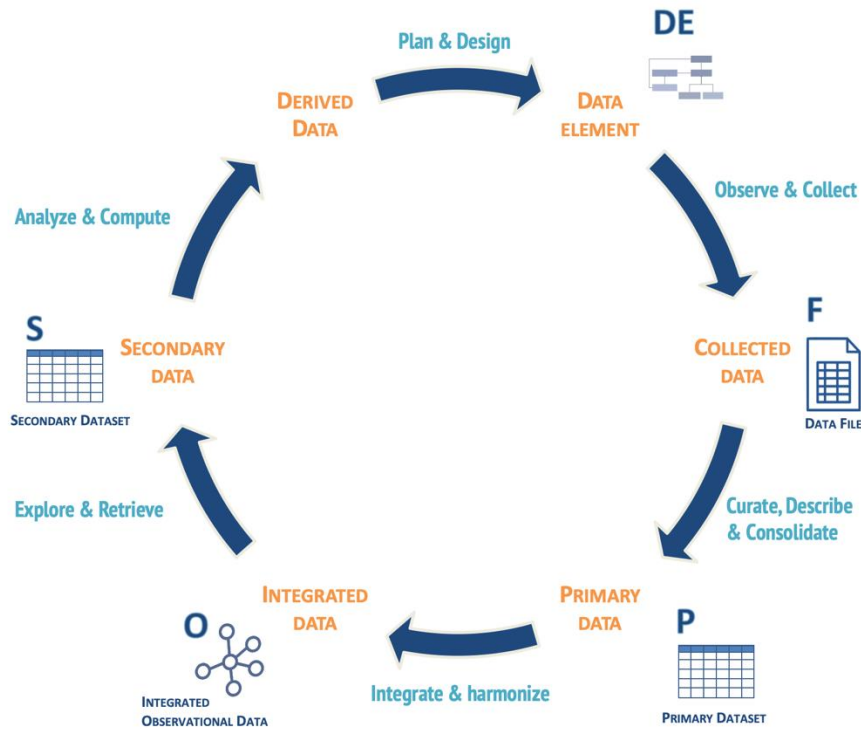 Plan & Design
DE
DERIVED
DATA
DATA
ELEMENT
Observe & Collect
Analyze & Compute
S
SECONDARY
DATA
SECONDARY DATASET
F
COLLECTED
DATA
DATA FILE
Explore & Retrieve
Curate, Describe
& Consolidate
INTEGRATED
DATA
O
INTEGRATED
OBSERVATIONAL DATA
PRIMARY
DATA
P
PRIMARY DATASET
Integrate & harmonize